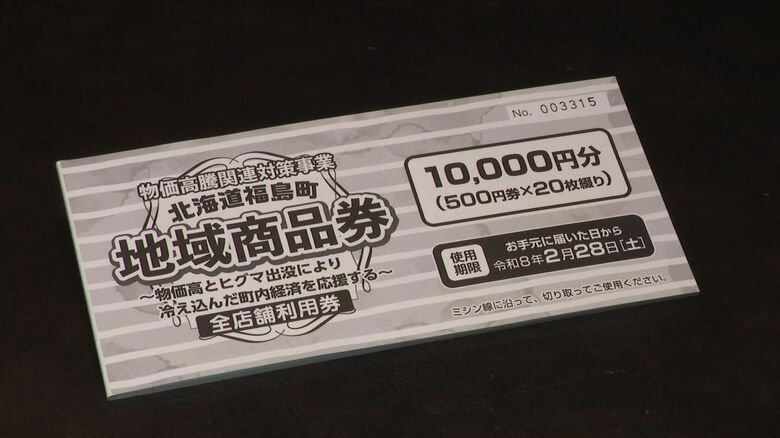 No. 003315
物価高騰関連対策事業
北海道福島町
地域商品券
～物価高とヒグマ出没により
冷え込んだ町内経済を応援する～
全店舗利用券
10,000円分
(500円券×20枚綴り)
使用
期限
お手元に届いた日から
令和8年2月28日[土]
ミシン線に沿って、切り取ってご使用ください。